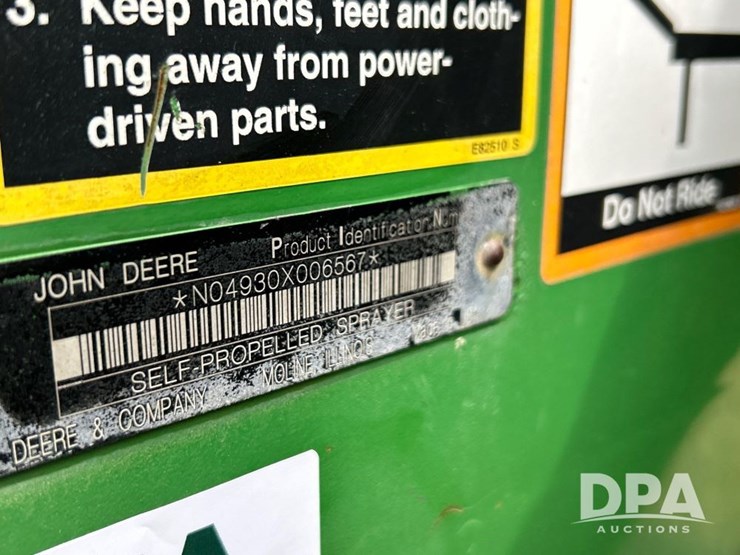 3. Keep hands, feet and cloth-
ing away from power-
driven parts.
E82510 S
Do Not Ride
JOHN DEERE
Product Identification Num
*N04930X006567*
SELF-PROPELLED SPRAYER
DEERE & COMPANY MOLINE ILLINOIS
DPA
AUCTIONS